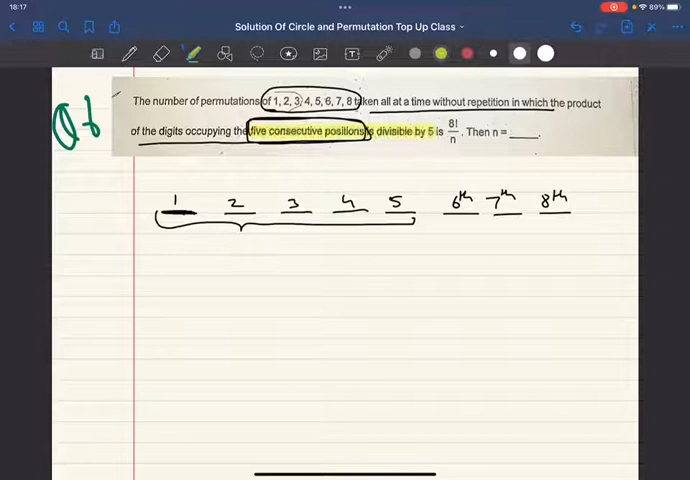 18:17
89%
Solution Of Circle and Permutation Top Up Class
Q6
The number of permutations of 1, 2, 3, 4, 5, 6, 7, 8 taken all at a time without repetition in which the product
of the digits occupying the five consecutive positions is divisible by 5 is 8!/n. Then n = ____.
1 2 3 4 5 6th 7th 8th